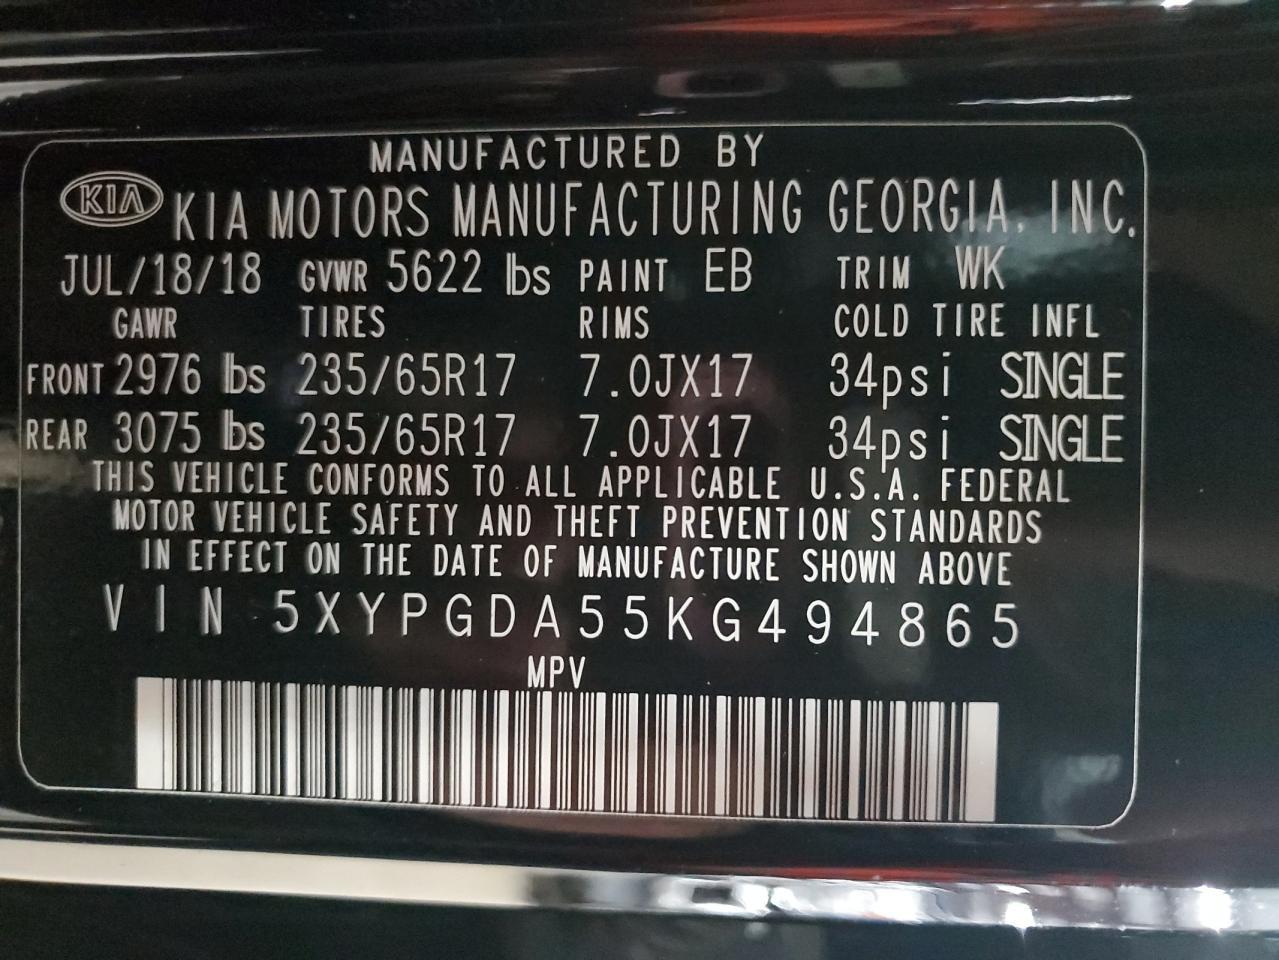 MANUFACTURED BY
KIA KIA MOTORS MANUFACTURING GEORGIA, INC.
JUL/18/18 GVWR 5622 lbs PAINT EB TRIM WK
GAWR TIRES RIMS COLD TIRE INFL
FRONT 2976 lbs 235/65R17 7.0JX17 34psi SINGLE
REAR 3075 lbs 235/65R17 7.0JX17 34psi SINGLE
THIS VEHICLE CONFORMS TO ALL APPLICABLE U.S.A. FEDERAL
MOTOR VEHICLE SAFETY AND THEFT PREVENTION STANDARDS
IN EFFECT ON THE DATE OF MANUFACTURE SHOWN ABOVE
VIN 5XYPGDA55KG494865
MPV